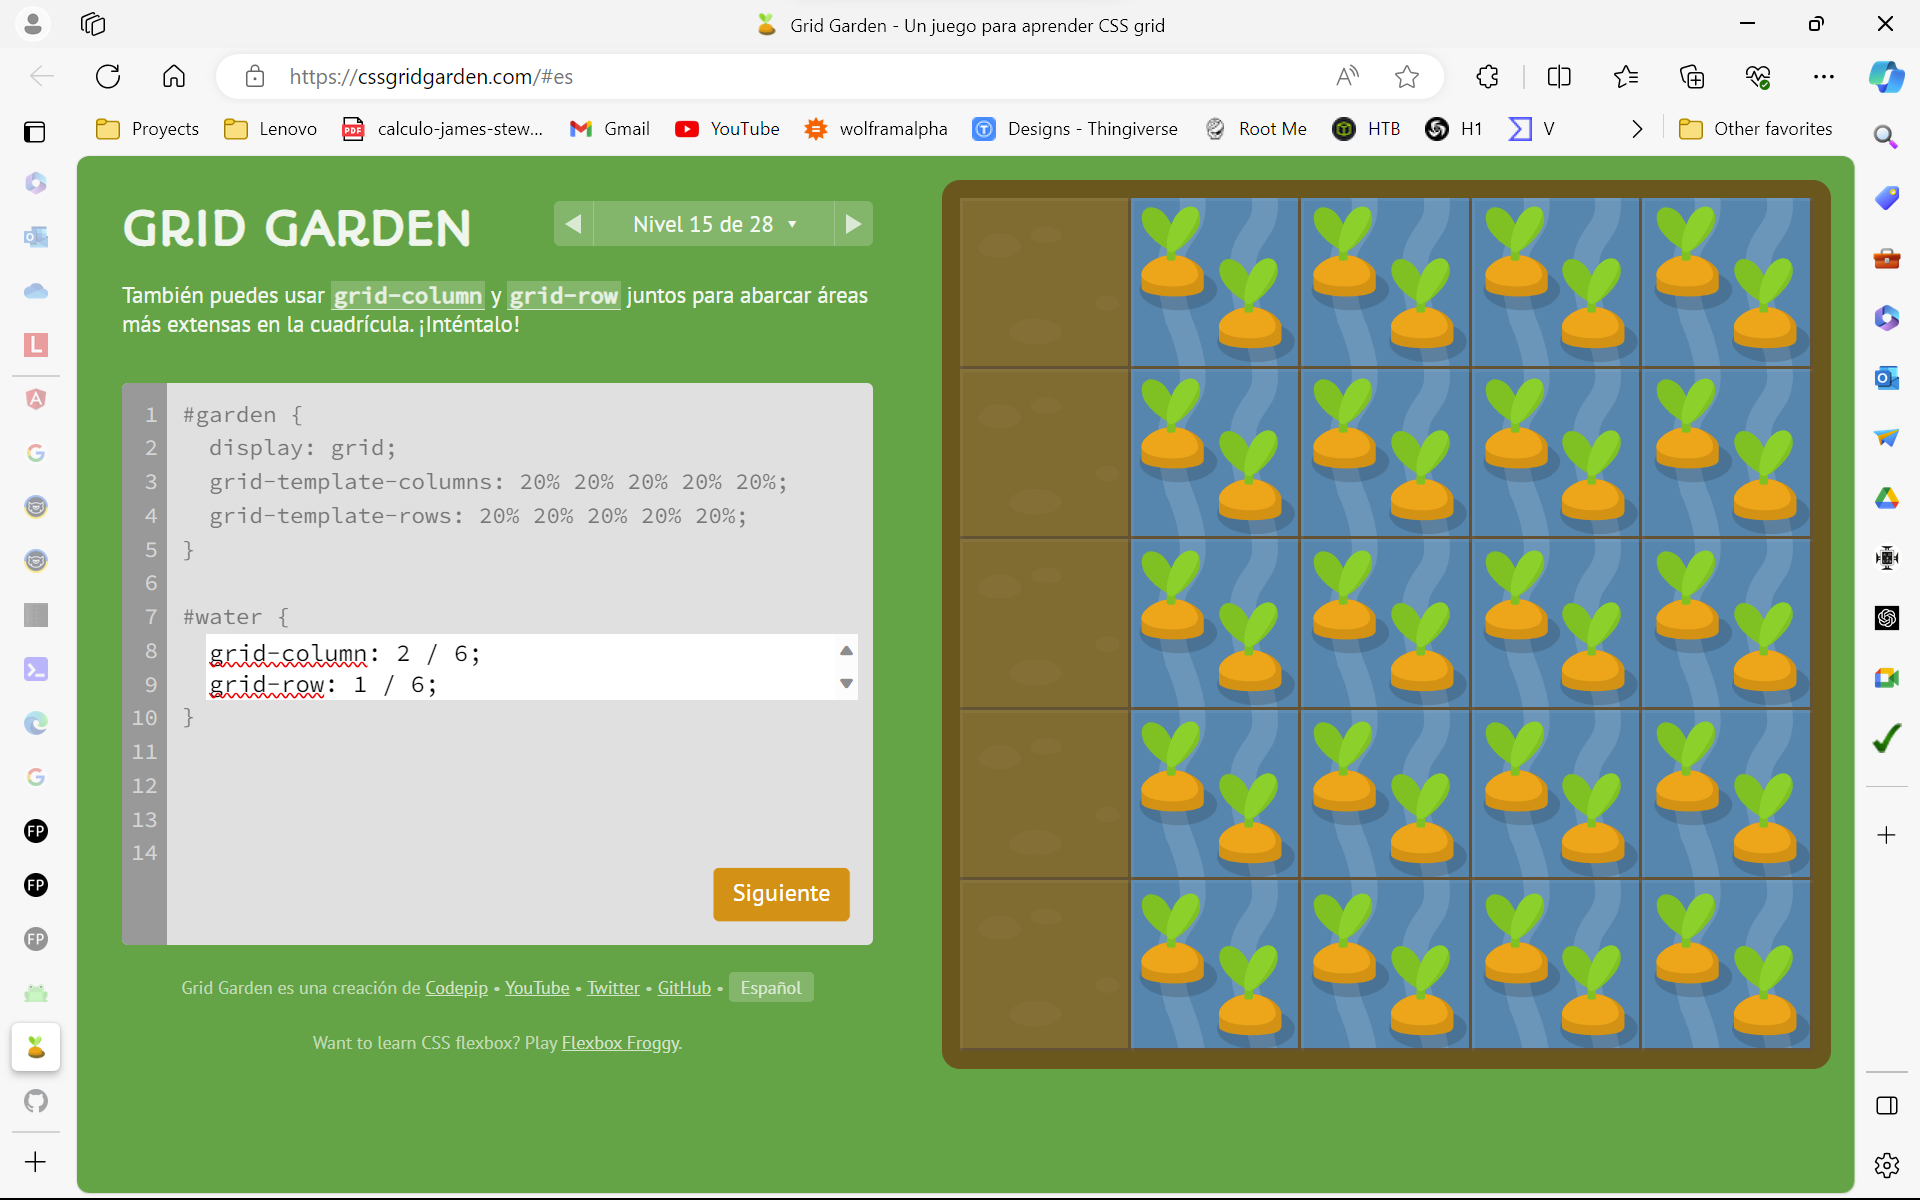 Grid Garden - Un juego para aprender CSS grid
https://cssgridgarden.com/#es
Proyects
Lenovo
PDF
calculo-james-stew...
Gmail
YouTube
wolframalpha
Designs - Thingiverse
Root Me
HTB
H1
V
Other favorites
GRID GARDEN
Nivel 15 de 28
También puedes usar grid-column y grid-row juntos para abarcar áreas
más extensas en la cuadrícula. ¡Inténtalo!
1 #garden {
2 display: grid;
3 grid-template-columns: 20% 20% 20% 20% 20%;
4 grid-template-rows: 20% 20% 20% 20% 20%;
5 }
6
7 #water {
8 grid-column: 2 / 6;
9 grid-row: 1 / 6;
10 }
11
12
13
14
Siguiente
Grid Garden es una creación de Codepip • YouTube • Twitter • GitHub • Español
Want to learn CSS flexbox? Play Flexbox Froggy.
L
FP
FP
FP